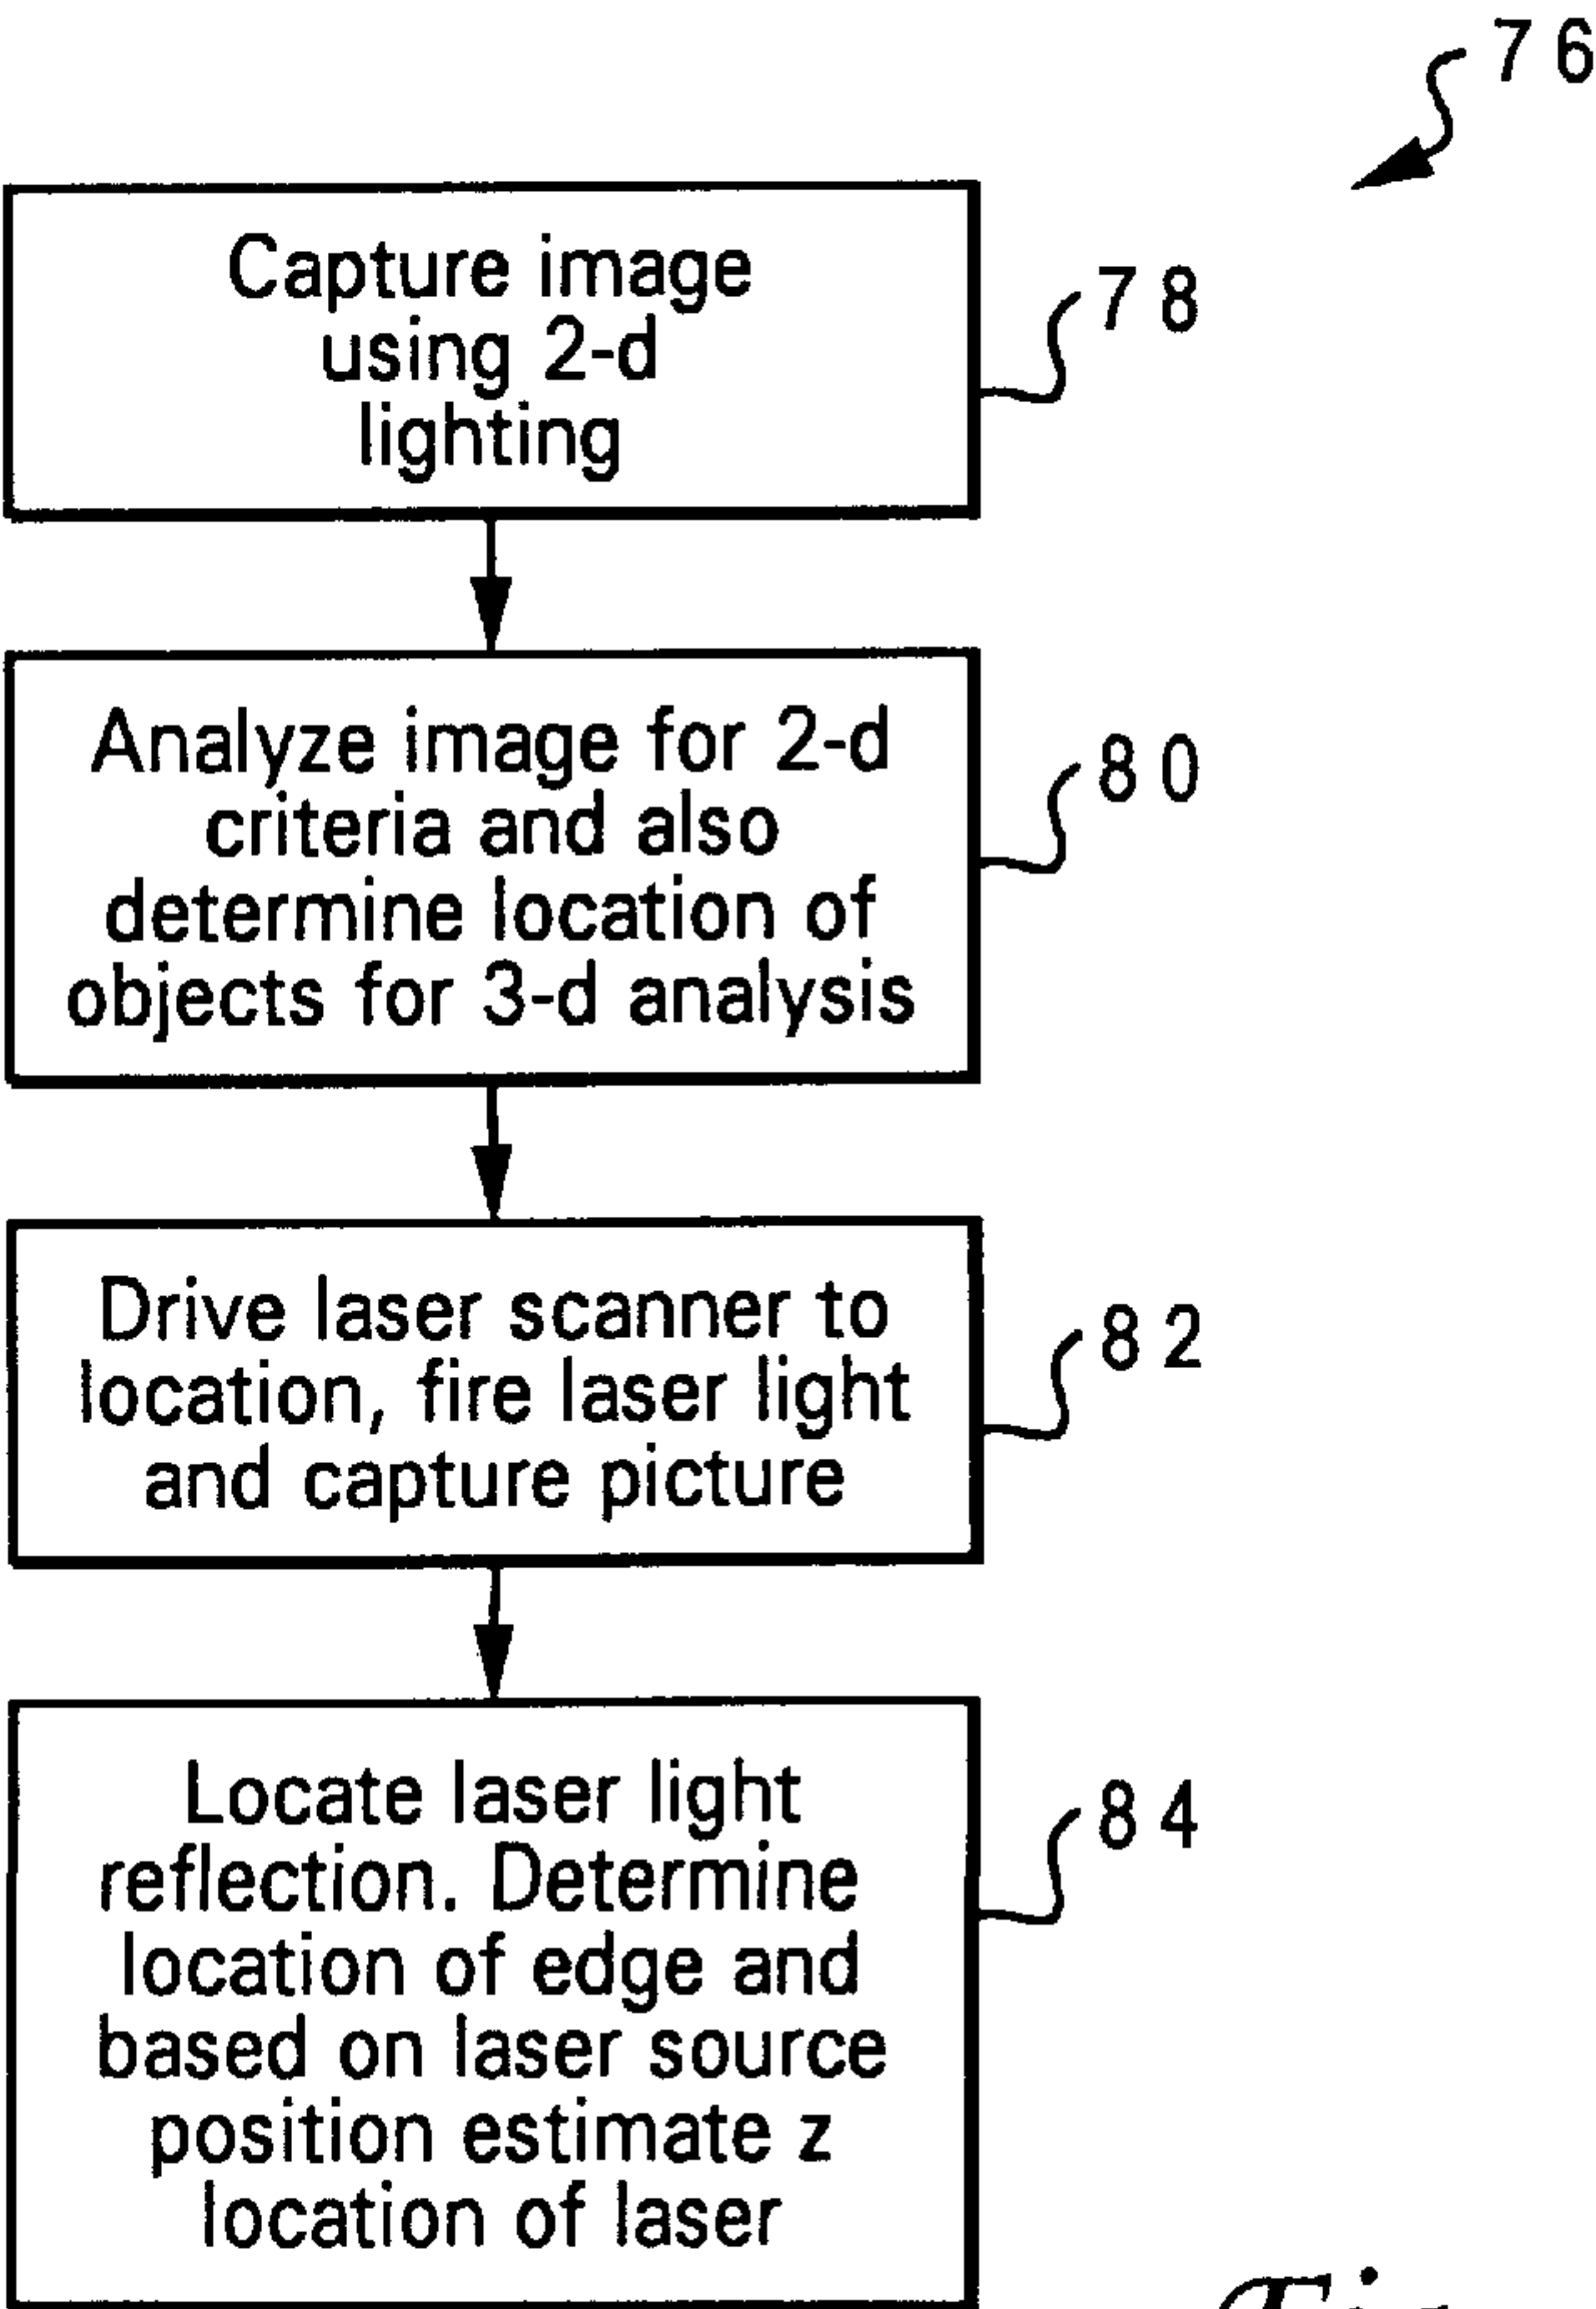 76
Capture image
using 2-d
lighting
78
Analyze image for 2-d
criteria and also
determine location of
objects for 3-d analysis
80
Drive laser scanner to
location, fire laser light
and capture picture
82
Locate laser light
reflection. Determine
location of edge and
based on laser source
position estimate z
location of laser
84